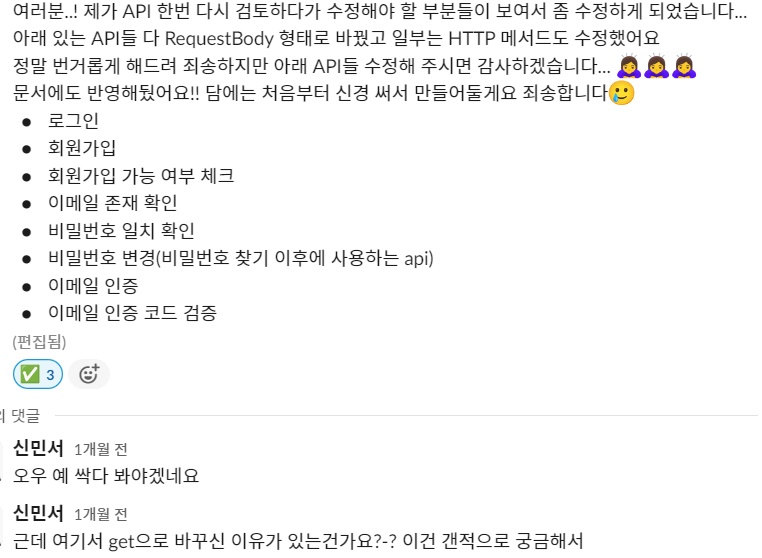 여러분..! 제가 API 한번 다시 검토하다가 수정해야 할 부분들이 보여서 좀 수정하게 되었습니다...
아래 있는 API들 다 RequestBody 형태로 바꿨고 일부는 HTTP 메서드도 수정했어요
정말 번거롭게 해드려 죄송하지만 아래 API들 수정해 주시면 감사하겠습니다... 🙇‍♀️🙇‍♀️🙇‍♀️
문서에도 반영해뒀어요!! 담에는 처음부터 신경 써서 만들어둘게요 죄송합니다🥲
• 로그인
• 회원가입
• 회원가입 가능 여부 체크
• 이메일 존재 확인
• 비밀번호 일치 확인
• 비밀번호 변경(비밀번호 찾기 이후에 사용하는 api)
• 이메일 인증
• 이메일 인증 코드 검증
(편집됨)
✅ 3
의 댓글
신민서 1개월 전
오우 예 싹다 봐야겠네요
신민서 1개월 전
근데 여기서 get으로 바꾸신 이유가 있는건가요?-? 이건 갠적으로 궁금해서